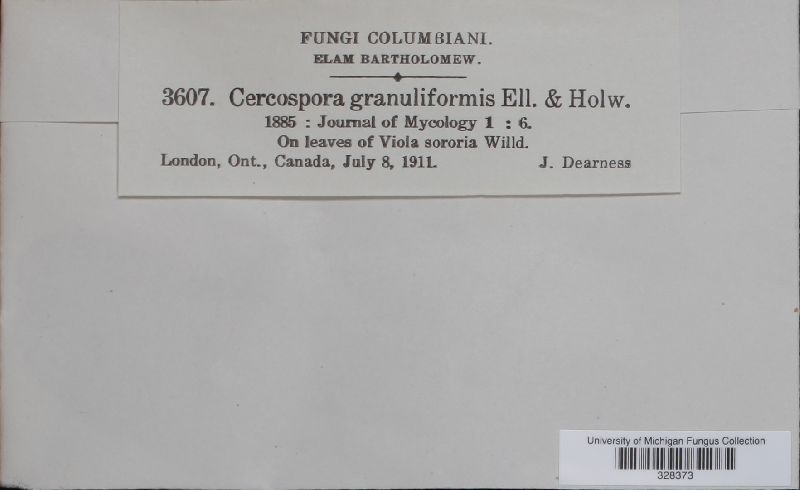 FUNGI COLUMBIANI.
ELAM BARTHOLOMEW.
3607. Cercospora granuliformis Ell. & Holw.
1885 : Journal of Mycology 1 : 6.
On leaves of Viola sororia Willd.
London, Ont., Canada, July 8, 1911. J. Dearness
University of Michigan Fungus Collection
328373